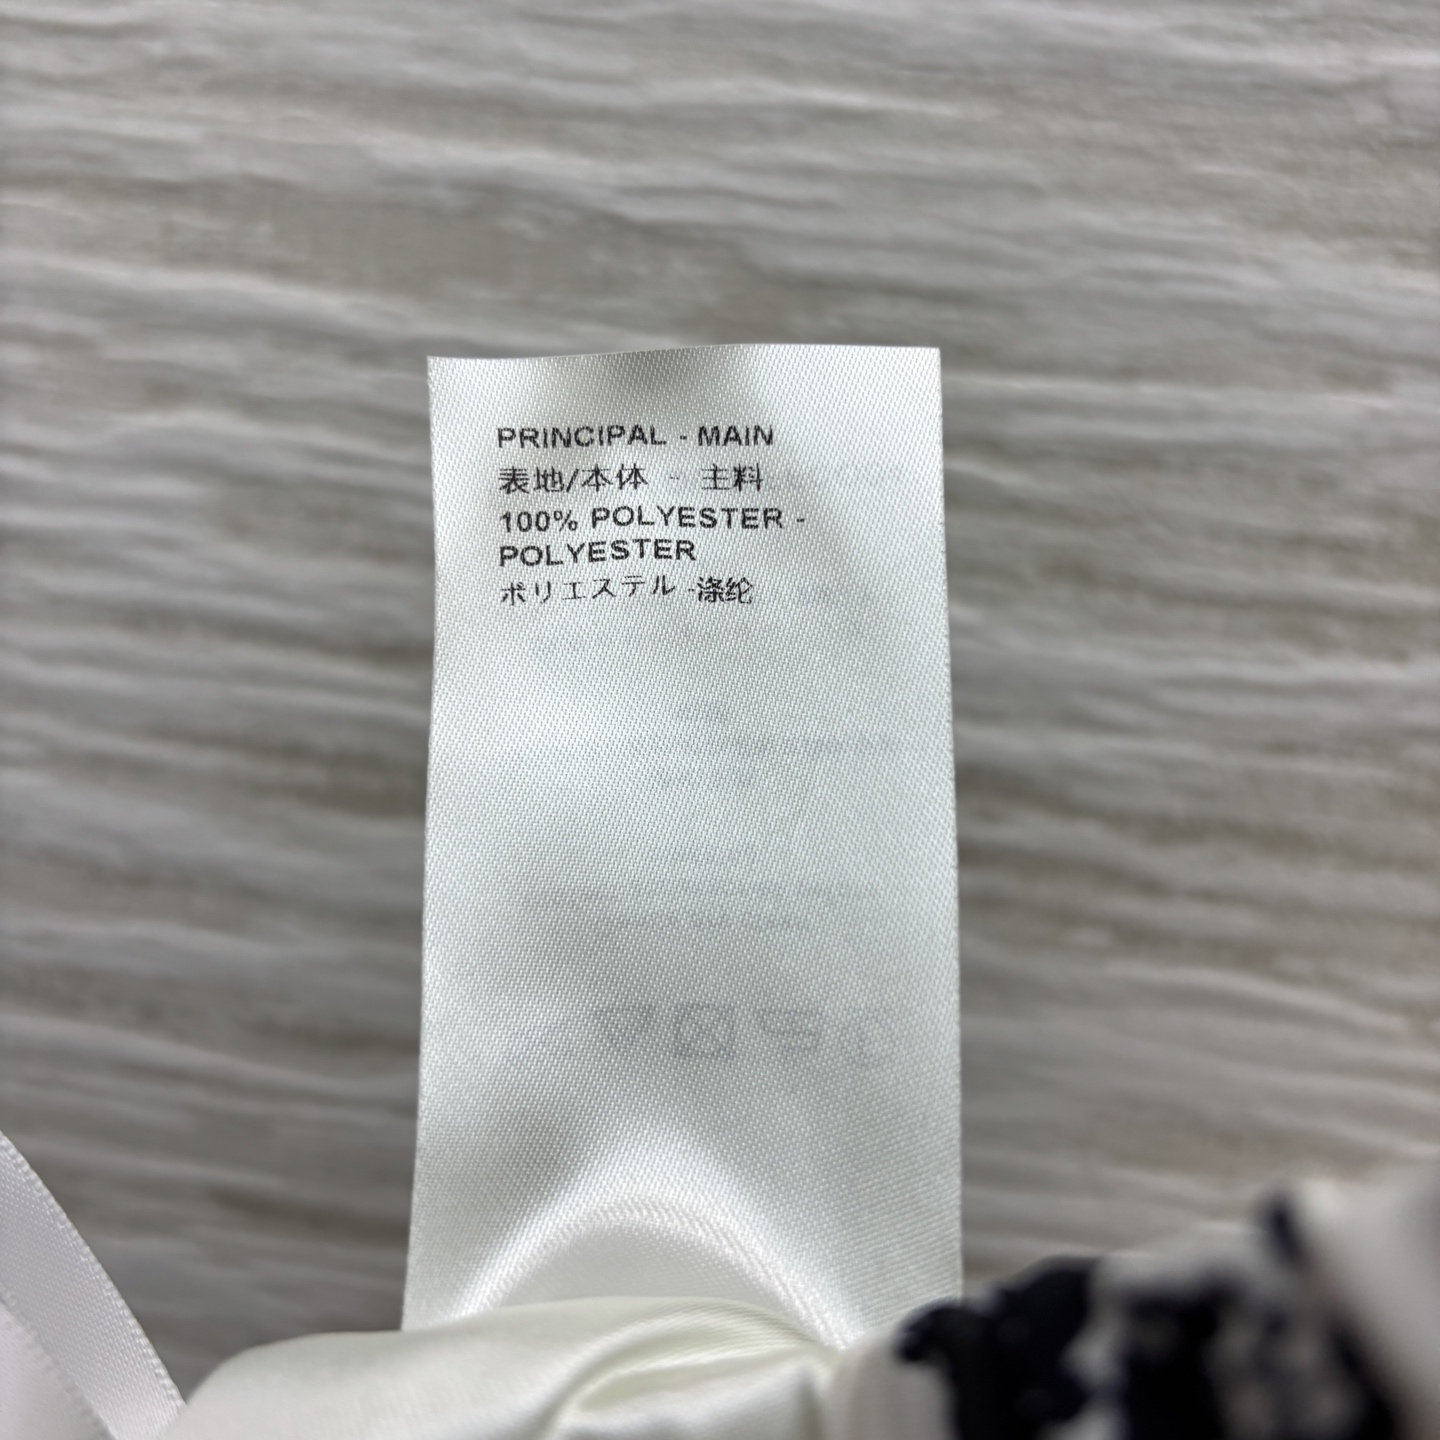 PRINCIPAL - MAIN
表地/本体 - 主料
100% POLYESTER -
POLYESTER
ポリエステル -涤纶